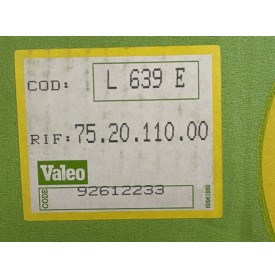 COD: L 639 E
RIF: 75.20.110.00
Valeo
CODE 92612233